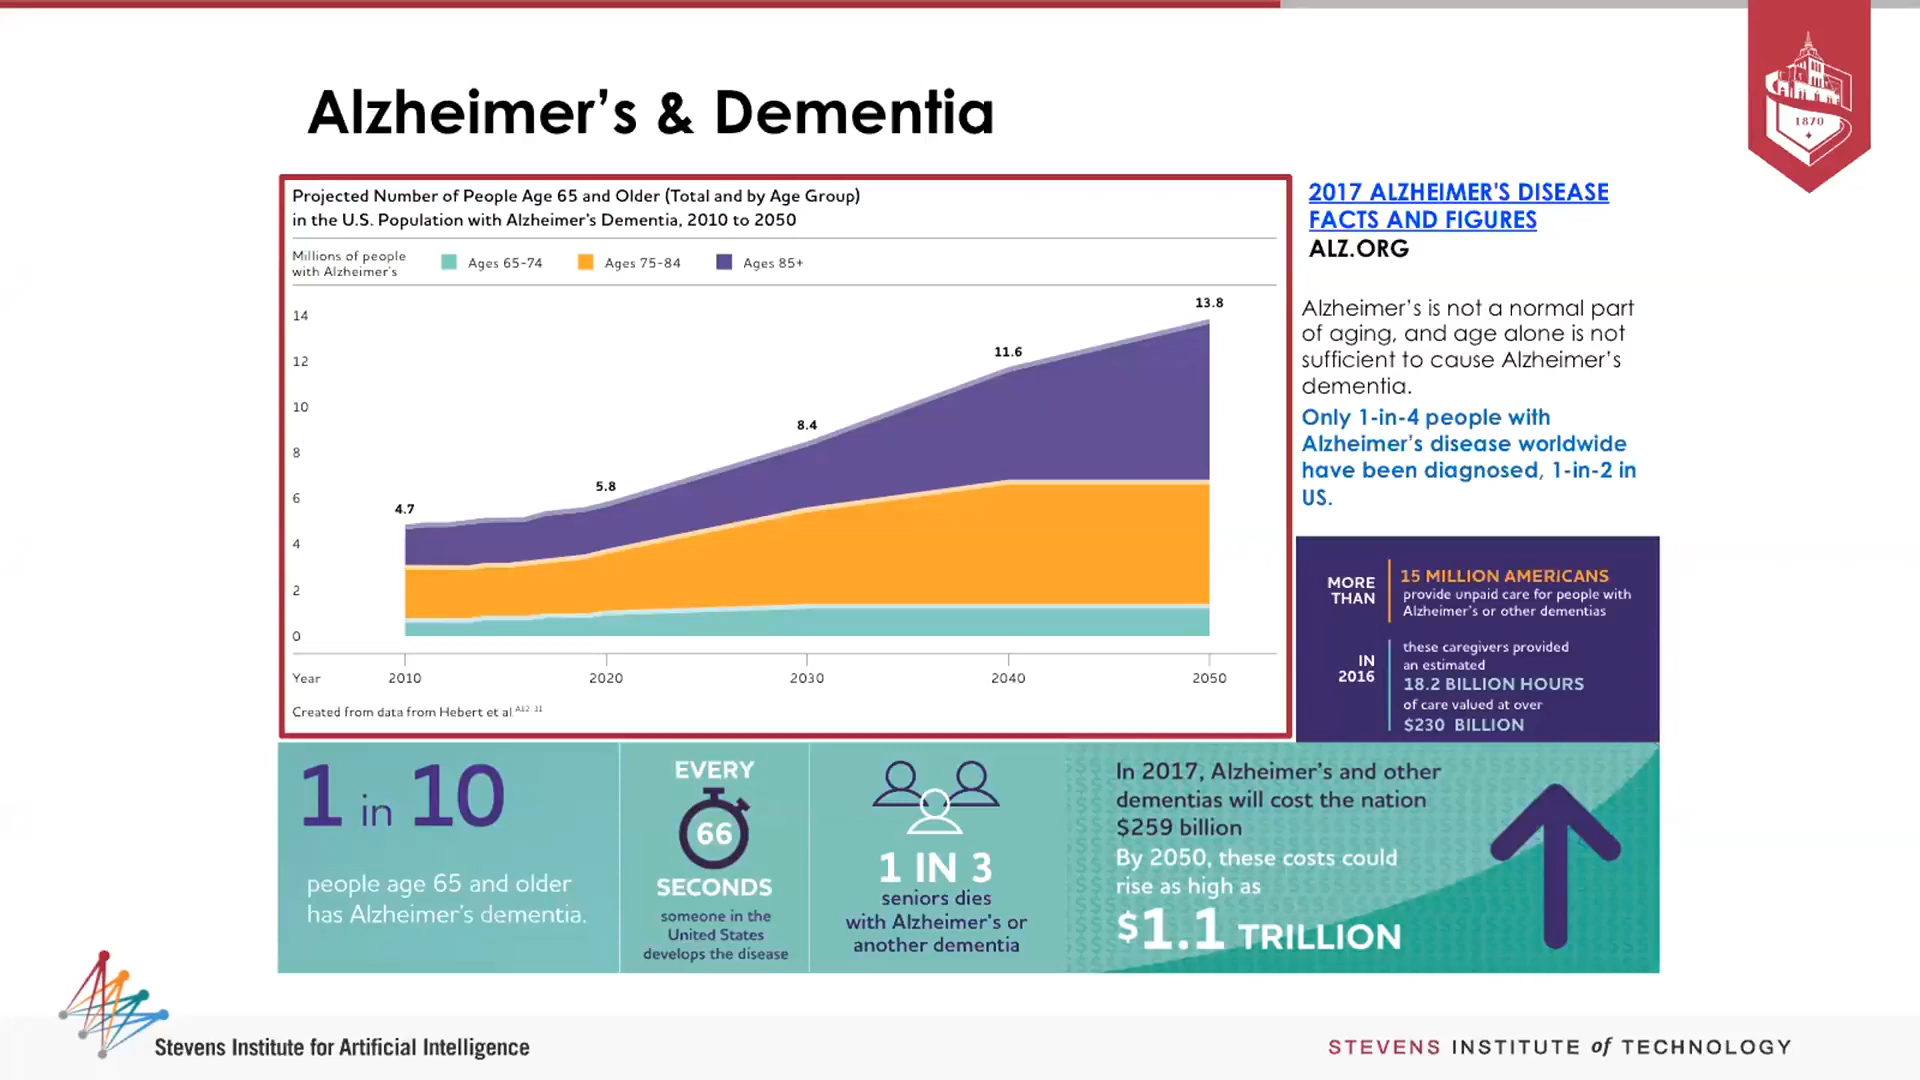 1870
Alzheimer's & Dementia
Projected Number of People Age 65 and Older (Total and by Age Group)
in the U.S. Population with Alzheimer's Dementia, 2010 to 2050
Millions of people
with Alzheimer's
Ages 65-74
Ages 75-84
Ages 85+
14
12
10
8
6
4
2
0
4.7
5.8
8.4
11.6
13.8
Year
2010
2020
2030
2040
2050
Created from data from Hebert et al.A12, 31
2017 ALZHEIMER'S DISEASE
FACTS AND FIGURES
ALZ.ORG
Alzheimer's is not a normal part
of aging, and age alone is not
sufficient to cause Alzheimer's
dementia.
Only 1-in-4 people with
Alzheimer's disease worldwide
have been diagnosed, 1-in-2 in
US.
MORE
THAN
15 MILLION AMERICANS
provide unpaid care for people with
Alzheimer's or other dementias
IN
2016
these caregivers provided
an estimated
18.2 BILLION HOURS
of care valued at over
$230 BILLION
1 in 10
people age 65 and older
has Alzheimer's dementia.
EVERY
66
SECONDS
someone in the
United States
develops the disease
1 IN 3
seniors dies
with Alzheimer's or
another dementia
In 2017, Alzheimer's and other
dementias will cost the nation
$259 billion
By 2050, these costs could
rise as high as
$1.1 TRILLION
Stevens Institute for Artificial Intelligence
STEVENS INSTITUTE of TECHNOLOGY